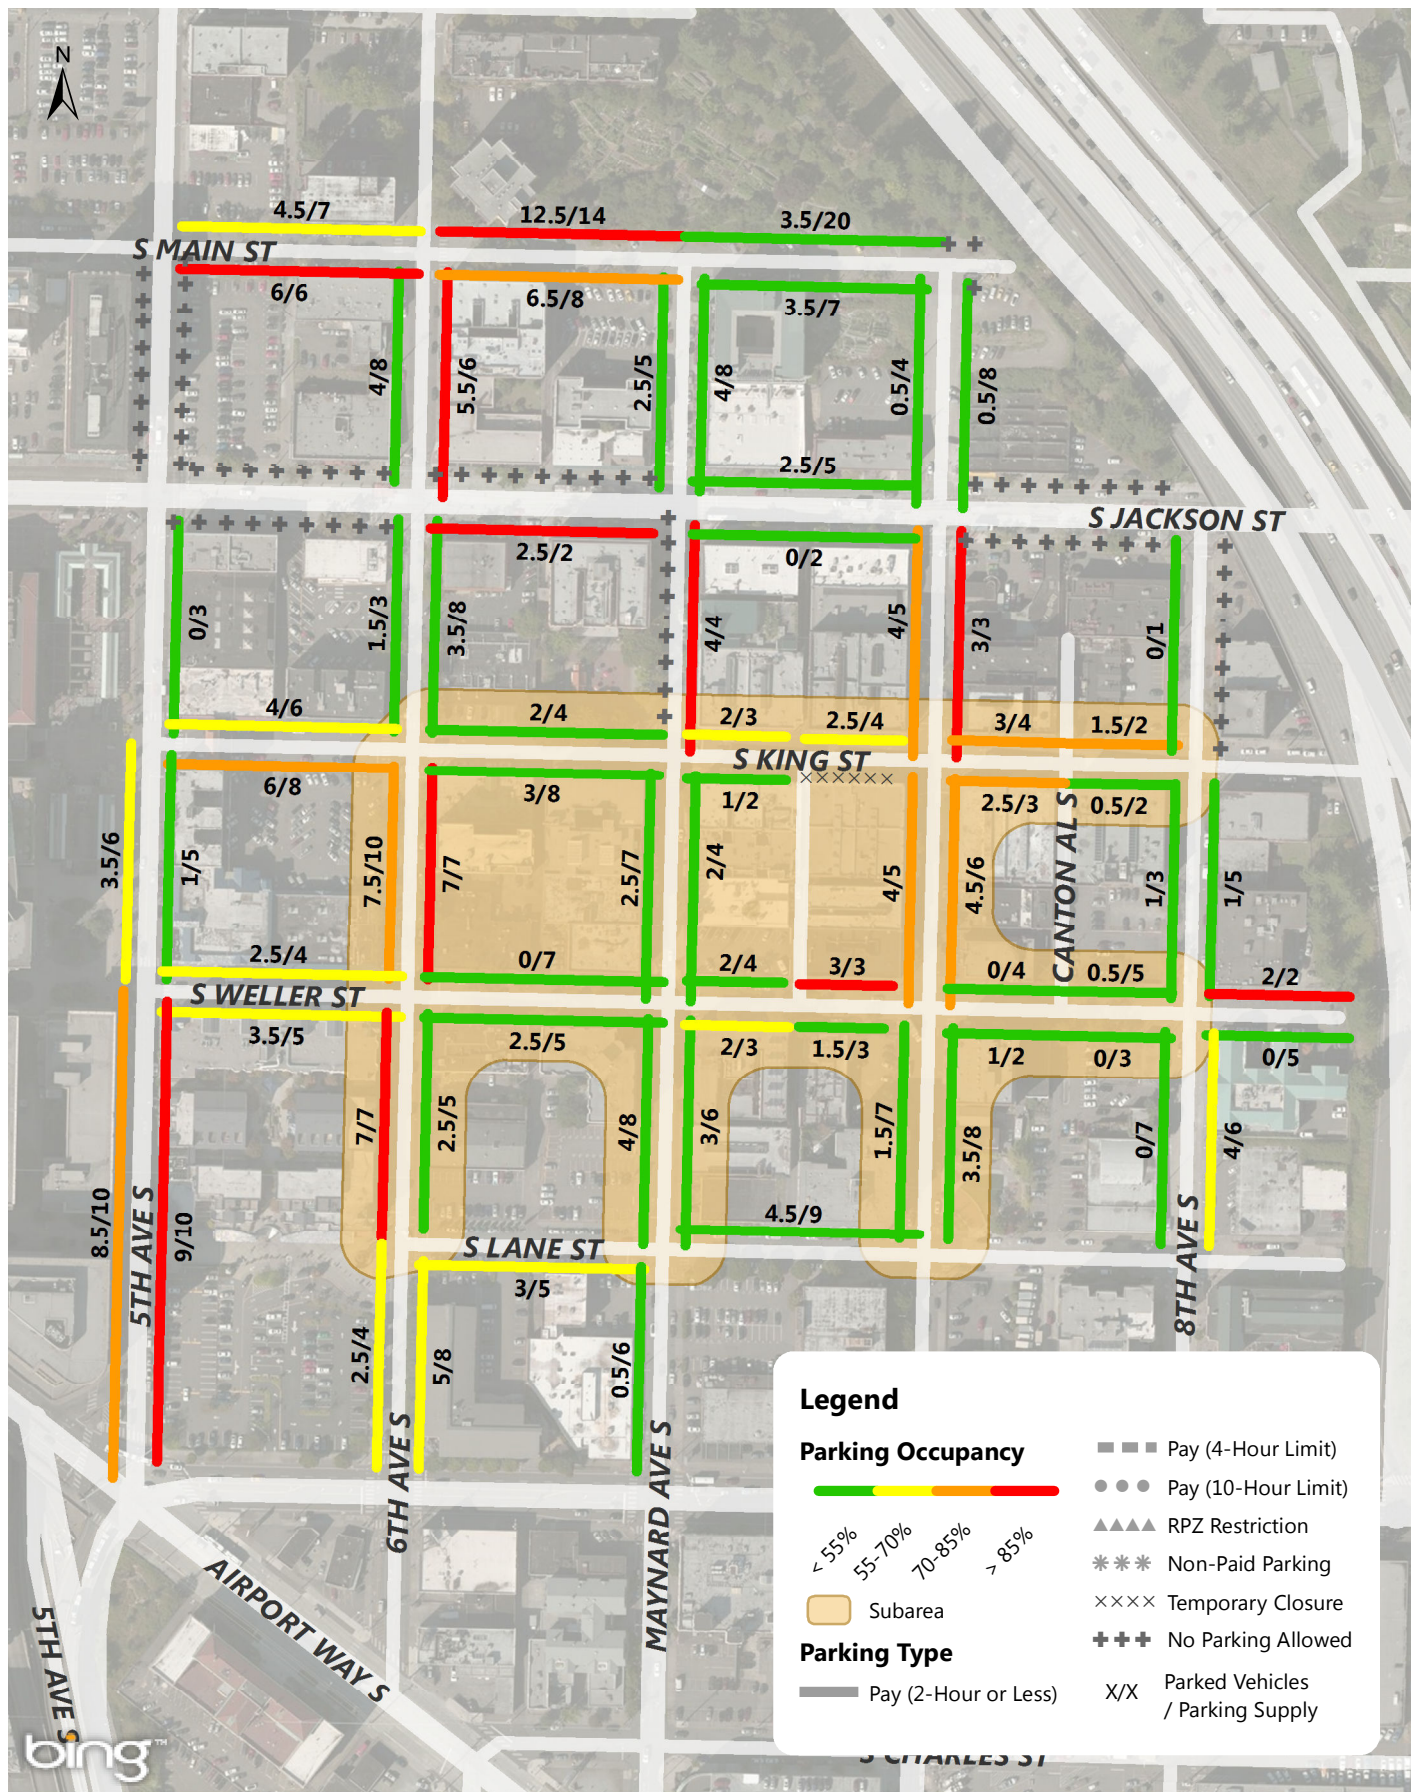 N
4.5/7
12.5/14
3.5/20
S MAIN ST
6/6
6.5/8
3.5/7
4/8
5.5/6
2.5/5
4/8
0.5/4
0.5/8
2.5/5
S JACKSON ST
2.5/2
0/2
0/3
1.5/3
3.5/8
4/4
4/5
3/3
0/1
4/6
2/4
2/3
2.5/4
3/4
1.5/2
S KING ST
6/8
3/8
1/2
2.5/3
0.5/2
3.5/6
1/5
7.5/10
7/7
2.5/7
2/4
4/5
4.5/6
CANTON AL S
1/3
1/5
2.5/4
0/7
2/4
3/3
0/4
0.5/5
2/2
S WELLER ST
3.5/5
2.5/5
2/3
1.5/3
1/2
0/3
0/5
7/7
2.5/5
4/8
3/6
1.5/7
3.5/8
0/7
4/6
8.5/10
5TH AVE S
9/10
4.5/9
8TH AVE S
S LANE ST
3/5
2.5/4
5/8
0.5/6
6TH AVE S
MAYNARD AVE S
AIRPORT WAY S
5TH AVE S
Legend
Parking Occupancy
< 55%
55-70%
70-85%
> 85%
Subarea
Parking Type
Pay (2-Hour or Less)
Pay (4-Hour Limit)
Pay (10-Hour Limit)
RPZ Restriction
Non-Paid Parking
Temporary Closure
No Parking Allowed
X/X
Parked Vehicles
/ Parking Supply
S CHARLES ST
bing™